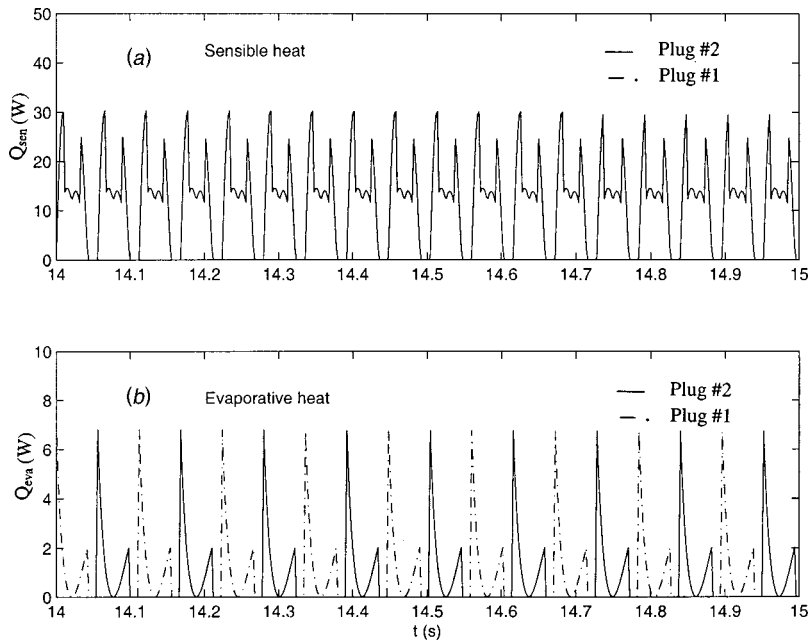 50
40
30
20
10
0
Q_sen (W)
(a) Sensible heat
Plug #2
Plug #1
14 14.1 14.2 14.3 14.4 14.5 14.6 14.7 14.8 14.9 15
10
8
6
4
2
0
Q_eva (W)
(b) Evaporative heat
Plug #2
Plug #1
14 14.1 14.2 14.3 14.4 14.5 14.6 14.7 14.8 14.9 15
t (s)